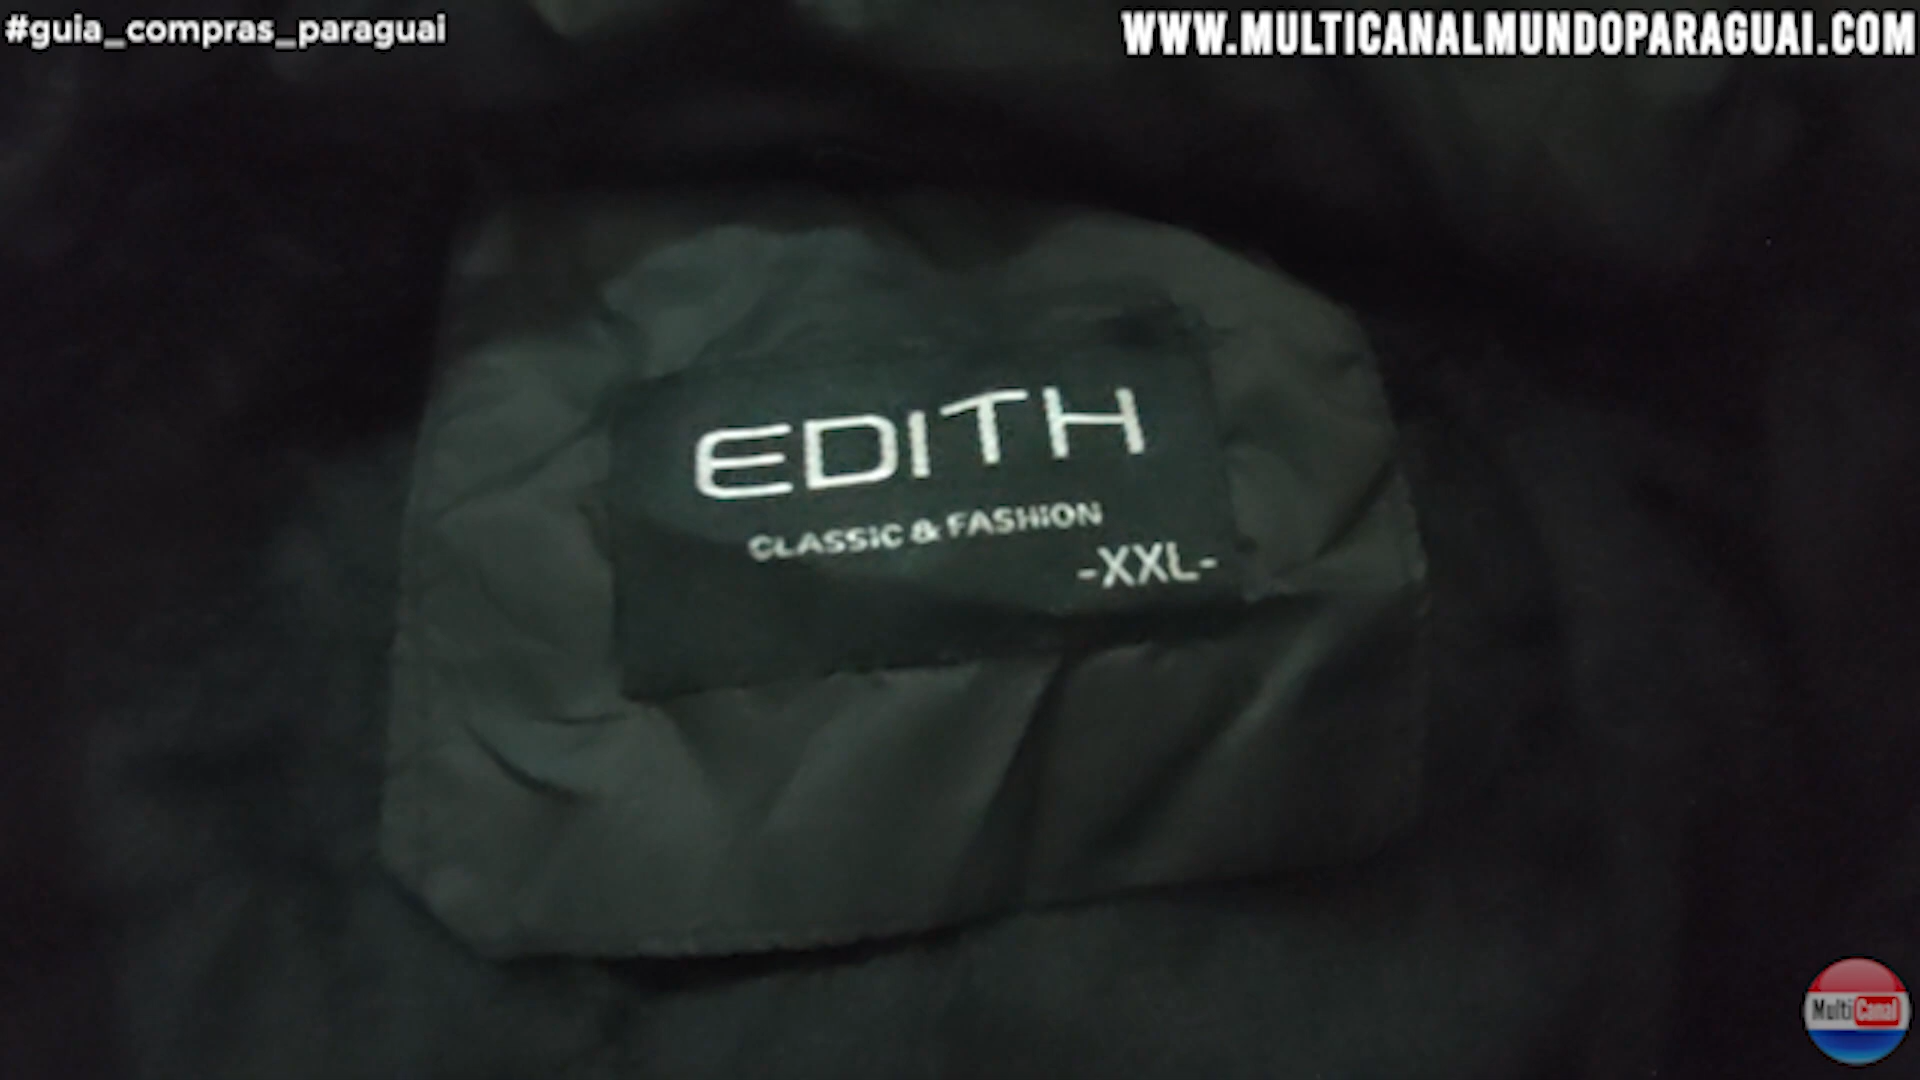 #guia_compras_paraguai
WWW.MULTICANALMUNDOPARAGUAI.COM
EDITH
CLASSIC & FASHION
-XXL-
Multi Canal